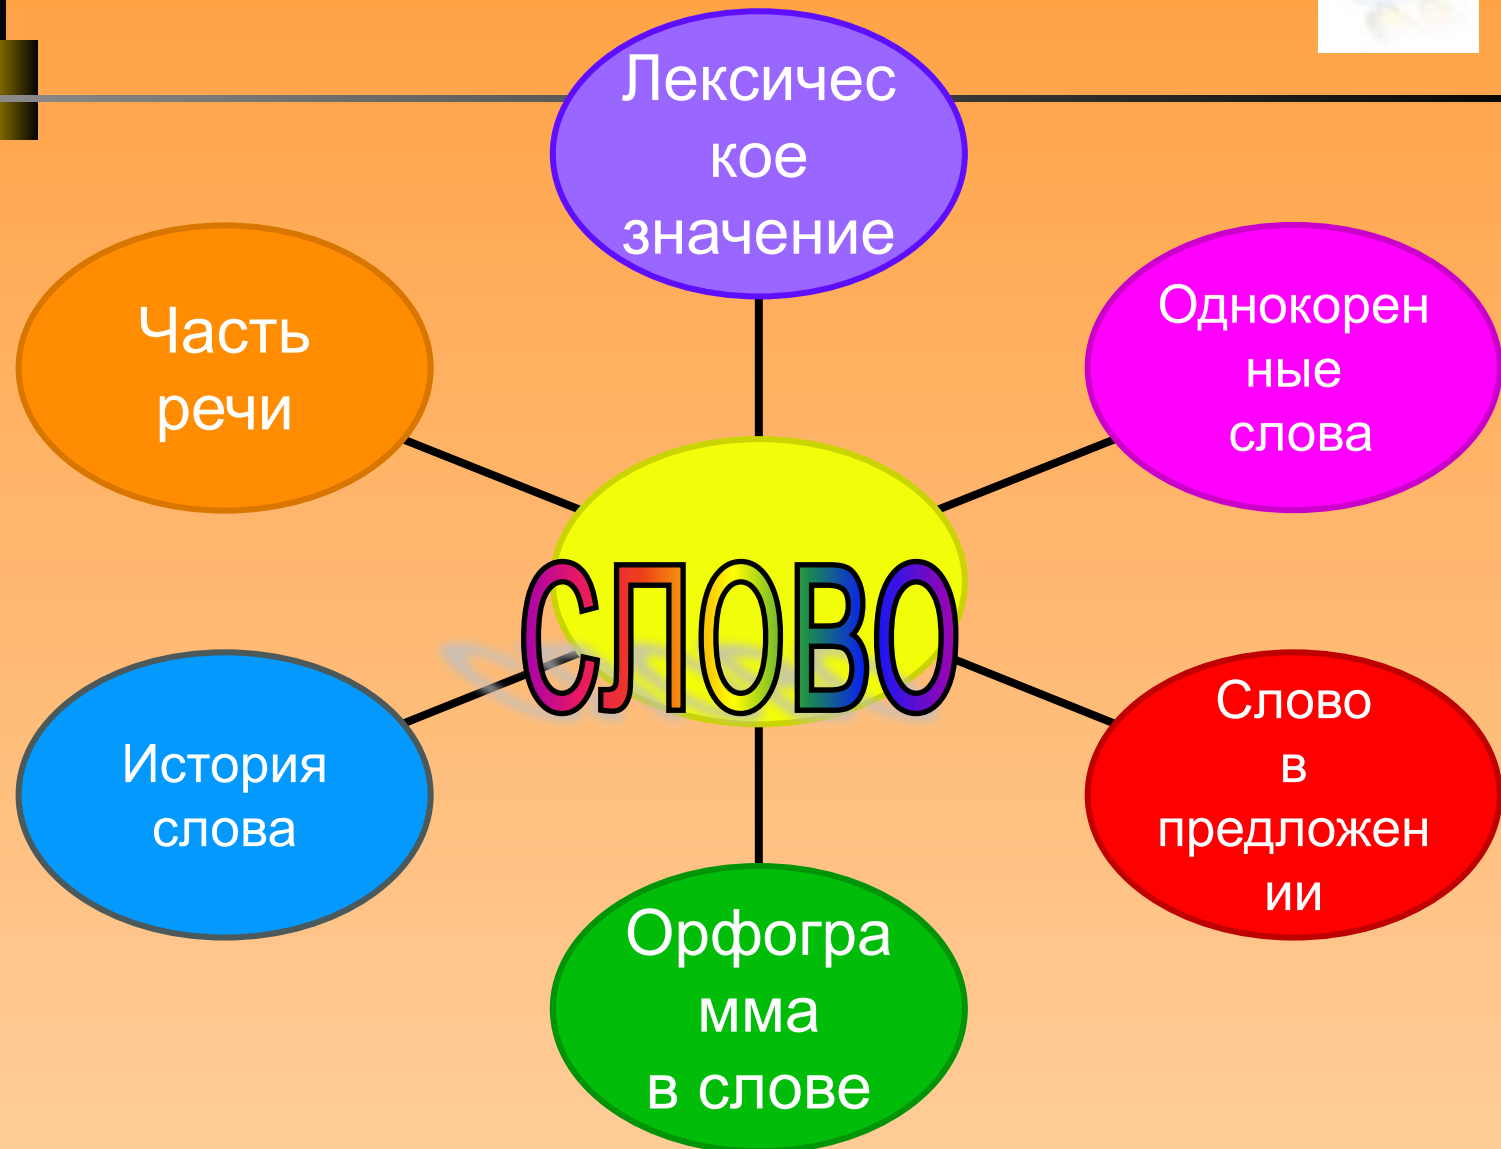 Лексичес
кое
значение
Часть
речи
Однокорен
ные
слова
СЛОВО
История
слова
Слово
в
предложен
ии
Орфогра
мма
в слове